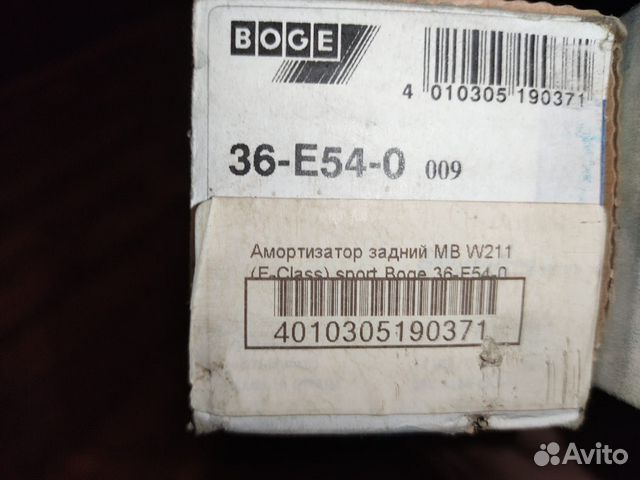 BOGE
4 010305 190371
36-E54-0 009
Амортизатор задний MB W211
(E-Class) sport Boge 36-E54-0
4010305190371
Avito